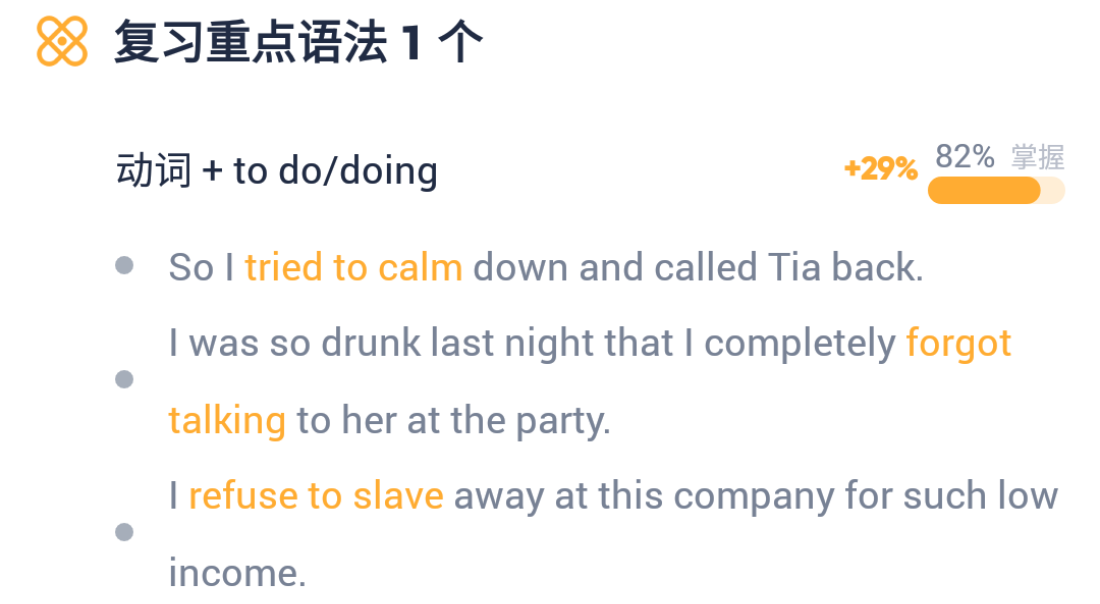 复习重点语法 1 个
动词 + to do/doing
+29% 82% 掌握
So I tried to calm down and called Tia back.
I was so drunk last night that I completely forgot
talking to her at the party.
I refuse to slave away at this company for such low
income.